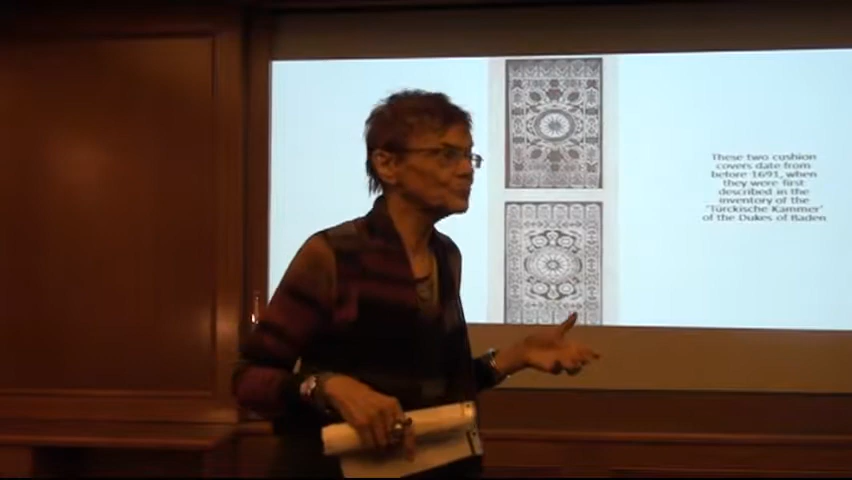 These two cushion
covers date from
before 1691, when
they were first
described in the
inventory of the
'Türckische Kammer'
of the Dukes of Baden